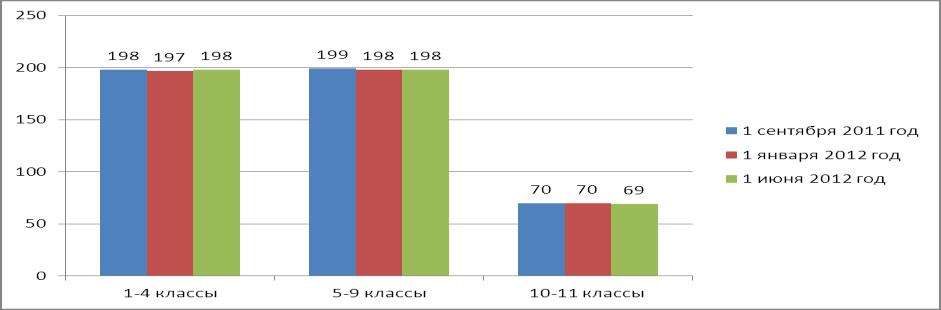 250
200
150
100
50
0
198 197 198
199 198 198
70 70 69
1-4 классы
5-9 классы
10-11 классы
1 сентября 2011 год
1 января 2012 год
1 июня 2012 год